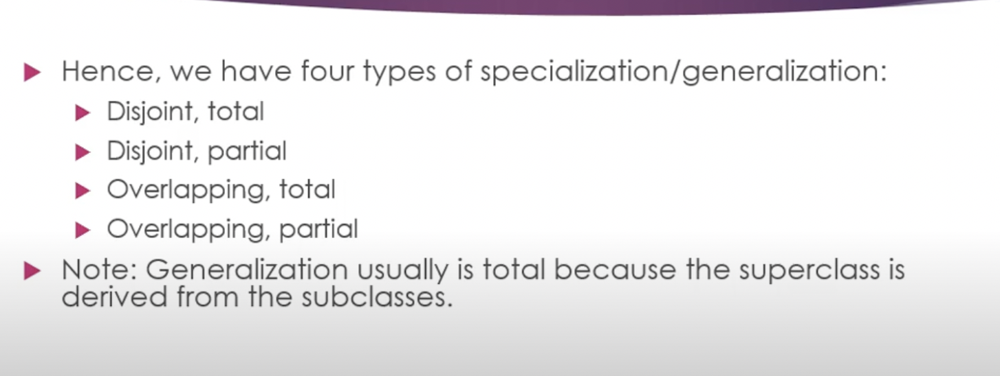 Hence, we have four types of specialization/generalization:
Disjoint, total
Disjoint, partial
Overlapping, total
Overlapping, partial
Note: Generalization usually is total because the superclass is
derived from the subclasses.